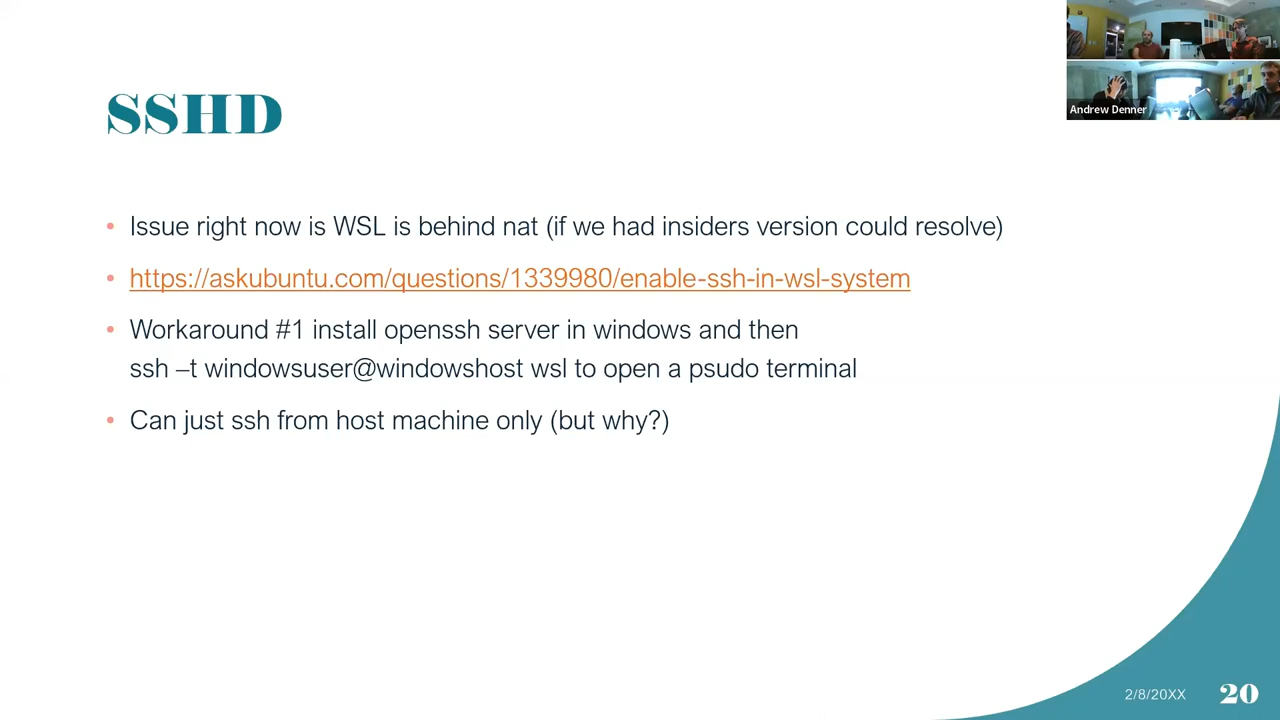 Andrew Denner
SSHD
• Issue right now is WSL is behind nat (if we had insiders version could resolve)
• https://askubuntu.com/questions/1339980/enable-ssh-in-wsl-system
• Workaround #1 install openssh server in windows and then
ssh –t windowsuser@windowshost wsl to open a psudo terminal
• Can just ssh from host machine only (but why?)
2/8/20XX
20